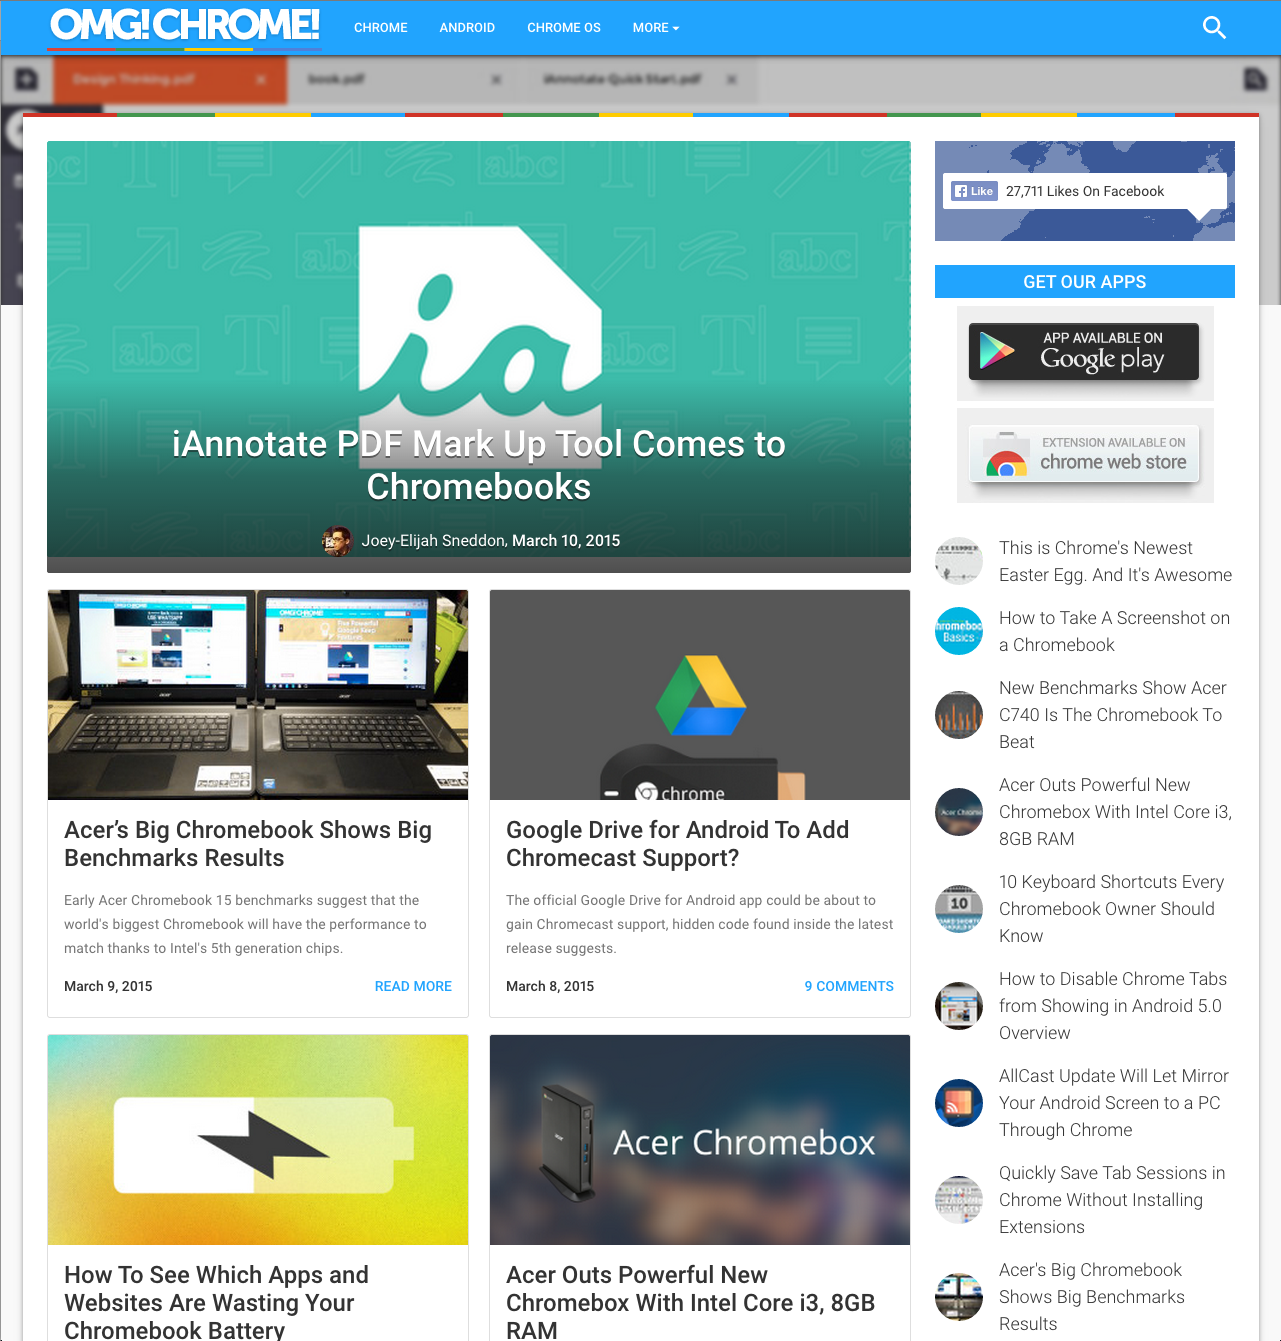 OMG! CHROME!
CHROME
ANDROID
CHROME OS
MORE
Design Thinking.pdf
book.pdf
iAnnotate Quick Start.pdf
abc
ia
iAnnotate PDF Mark Up Tool Comes to
Chromebooks
Joey-Elijah Sneddon, March 10, 2015
Like
27,711 Likes On Facebook
GET OUR APPS
APP AVAILABLE ON
Google play
EXTENSION AVAILABLE ON
chrome web store
chrome
Acer’s Big Chromebook Shows Big
Benchmarks Results
Early Acer Chromebook 15 benchmarks suggest that the
world's biggest Chromebook will have the performance to
match thanks to Intel's 5th generation chips.
March 9, 2015
READ MORE
Google Drive for Android To Add
Chromecast Support?
The official Google Drive for Android app could be about to
gain Chromecast support, hidden code found inside the latest
release suggests.
March 8, 2015
9 COMMENTS
How To See Which Apps and
Websites Are Wasting Your
Chromebook Battery
Acer Chromebox
Acer Outs Powerful New
Chromebox With Intel Core i3, 8GB
RAM
This is Chrome's Newest
Easter Egg. And It's Awesome
Basics
How to Take A Screenshot on
a Chromebook
New Benchmarks Show Acer
C740 Is The Chromebook To
Beat
Acer Outs Powerful New
Chromebox With Intel Core i3,
8GB RAM
10
10 Keyboard Shortcuts Every
Chromebook Owner Should
Know
How to Disable Chrome Tabs
from Showing in Android 5.0
Overview
AllCast Update Will Let Mirror
Your Android Screen to a PC
Through Chrome
Quickly Save Tab Sessions in
Chrome Without Installing
Extensions
Acer's Big Chromebook
Shows Big Benchmarks
Results